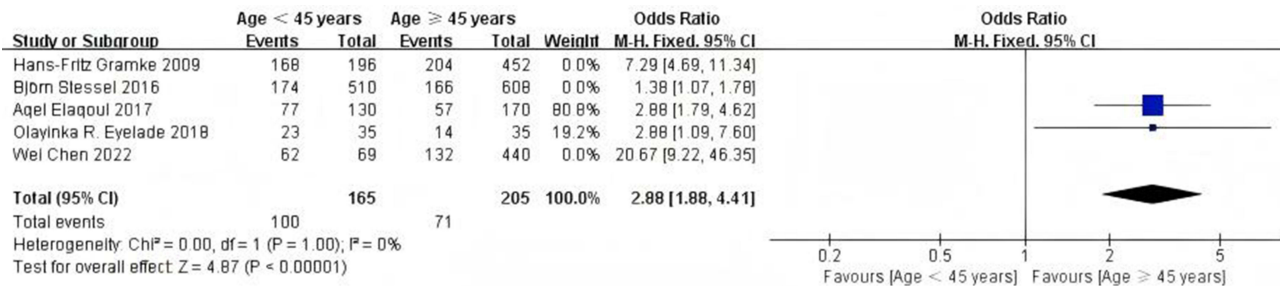 Age < 45 years Age ≥ 45 years Odds Ratio Odds Ratio
Study or Subgroup Events Total Events Total Weight M-H. Fixed. 95% CI M-H. Fixed. 95% CI
Hans-Fritz Gramke 2009 168 196 204 452 0.0% 7.29 [4.69, 11.34]
Björn Stessel 2016 174 510 166 608 0.0% 1.38 [1.07, 1.78]
Aqel Elaqoul 2017 77 130 57 170 80.8% 2.88 [1.79, 4.62]
Olayinka R. Eyelade 2018 23 35 14 35 19.2% 2.88 [1.09, 7.60]
Wei Chen 2022 62 69 132 440 0.0% 20.67 [9.22, 46.35]
Total (95% CI) 165 205 100.0% 2.88 [1.88, 4.41]
Total events 100 71
Heterogeneity: Chi² = 0.00, df = 1 (P = 1.00); I² = 0%
Test for overall effect: Z = 4.87 (P < 0.00001)
0.2 0.5 1 2 5
Favours [Age < 45 years] Favours [Age ≥ 45 years]